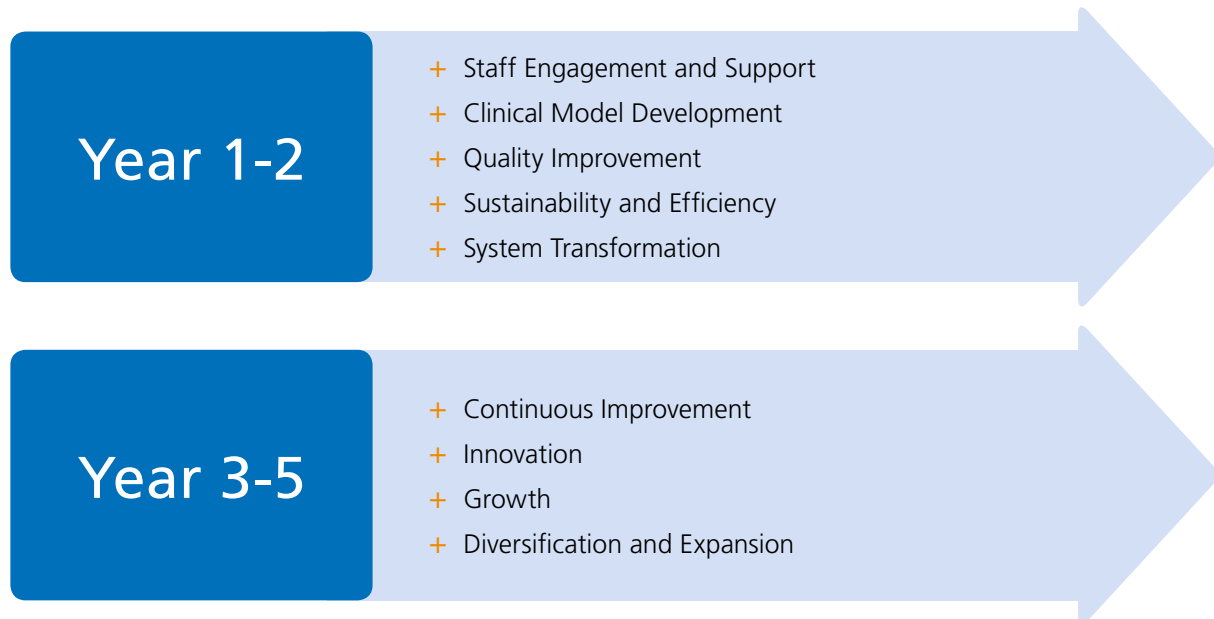 Year 1-2
+ Staff Engagement and Support
+ Clinical Model Development
+ Quality Improvement
+ Sustainability and Efficiency
+ System Transformation
Year 3-5
+ Continuous Improvement
+ Innovation
+ Growth
+ Diversification and Expansion